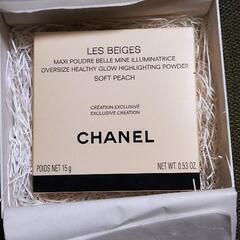 LES BEIGES
MAXI POUDRE BELLE MINE ILLUMINATRICE
OVERSIZE HEALTHY GLOW HIGHLIGHTING POWDER
SOFT PEACH
CRÉATION EXCLUSIVE
EXCLUSIVE CREATION
CHANEL
POIDS NET 15 g NET WT. 0.53 OZ.